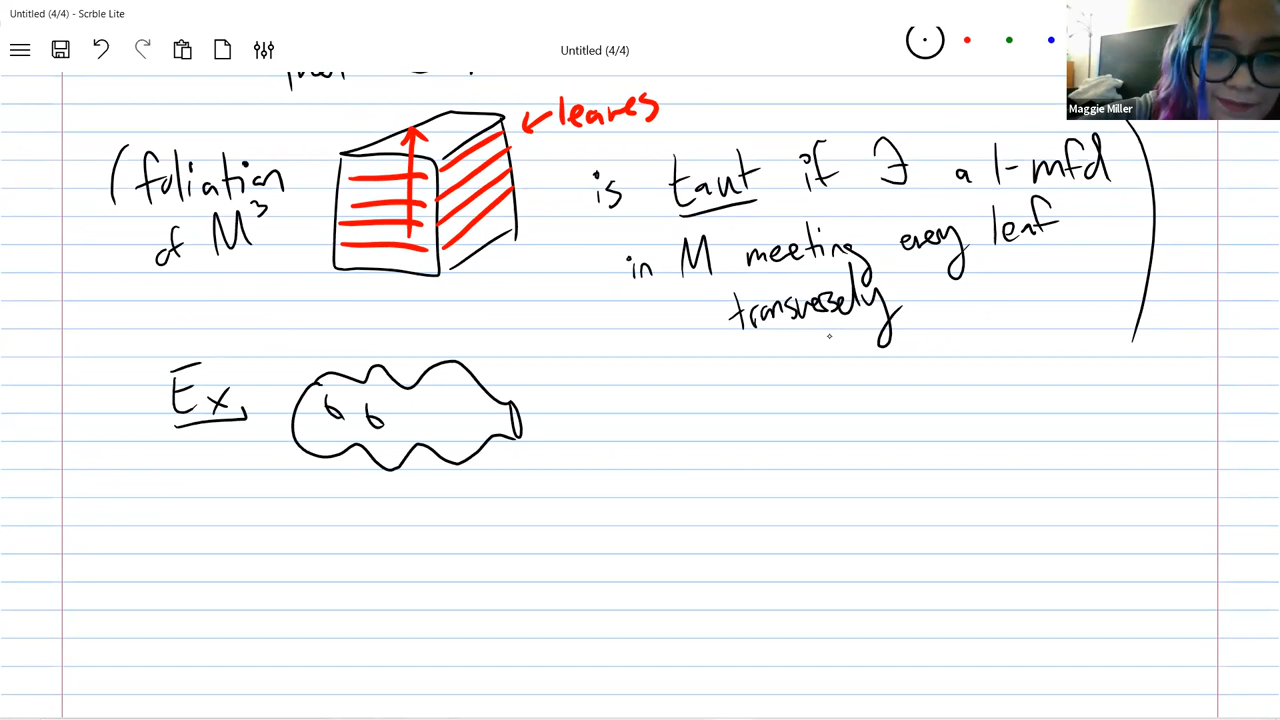 Untitled (4/4) - Scrble Lite
Untitled (4/4)
Maggie Miller
← leaves
(foliation of M³ is taut if ∃ a 1-mfd
in M meeting every leaf
transversely)
Ex.